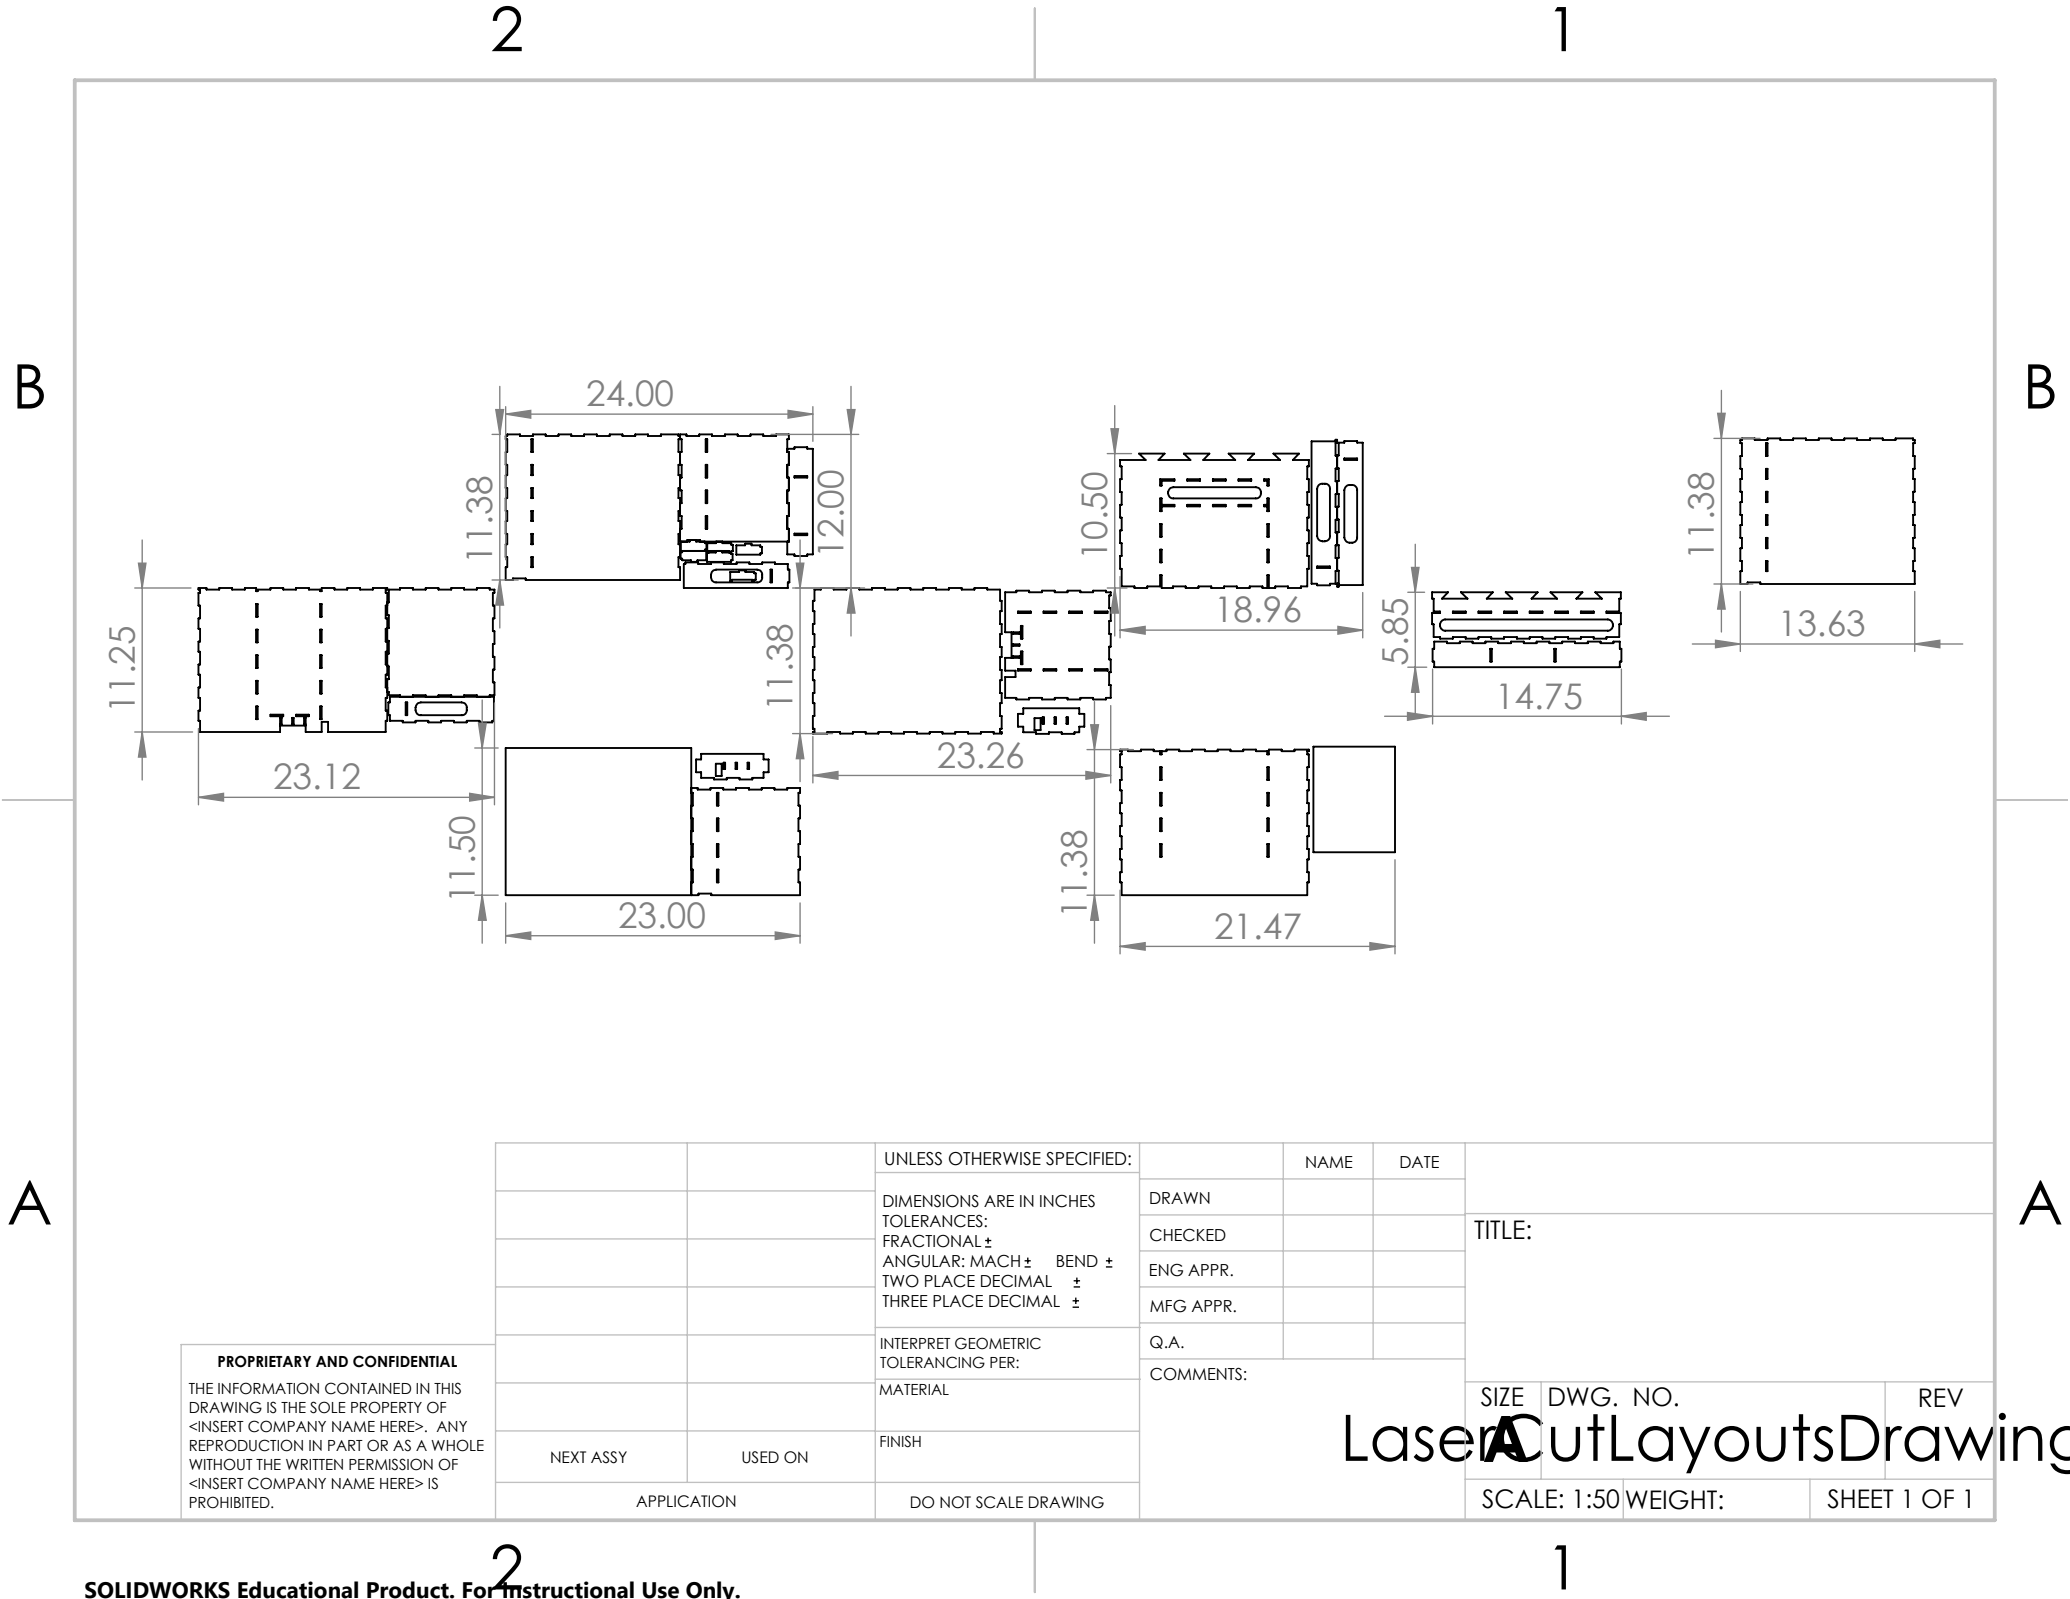 2 1
B B
24.00
11.38
12.00
10.50
18.96
11.38
13.63
11.25
23.12
11.38
23.26
5.85
14.75
11.50
23.00
11.38
21.47
A A
UNLESS OTHERWISE SPECIFIED:
DIMENSIONS ARE IN INCHES
TOLERANCES:
FRACTIONAL ±
ANGULAR: MACH ± BEND ±
TWO PLACE DECIMAL ±
THREE PLACE DECIMAL ±
INTERPRET GEOMETRIC
TOLERANCING PER:
MATERIAL
FINISH
DO NOT SCALE DRAWING
NAME DATE
DRAWN
CHECKED
ENG APPR.
MFG APPR.
Q.A.
COMMENTS:
TITLE:
SIZE DWG. NO. REV
A
LaserCutLayoutsDrawing
SCALE: 1:50 WEIGHT: SHEET 1 OF 1
PROPRIETARY AND CONFIDENTIAL
THE INFORMATION CONTAINED IN THIS
DRAWING IS THE SOLE PROPERTY OF
<INSERT COMPANY NAME HERE>. ANY
REPRODUCTION IN PART OR AS A WHOLE
WITHOUT THE WRITTEN PERMISSION OF
<INSERT COMPANY NAME HERE> IS
PROHIBITED.
NEXT ASSY USED ON
APPLICATION
2 1
SOLIDWORKS Educational Product. For Instructional Use Only.